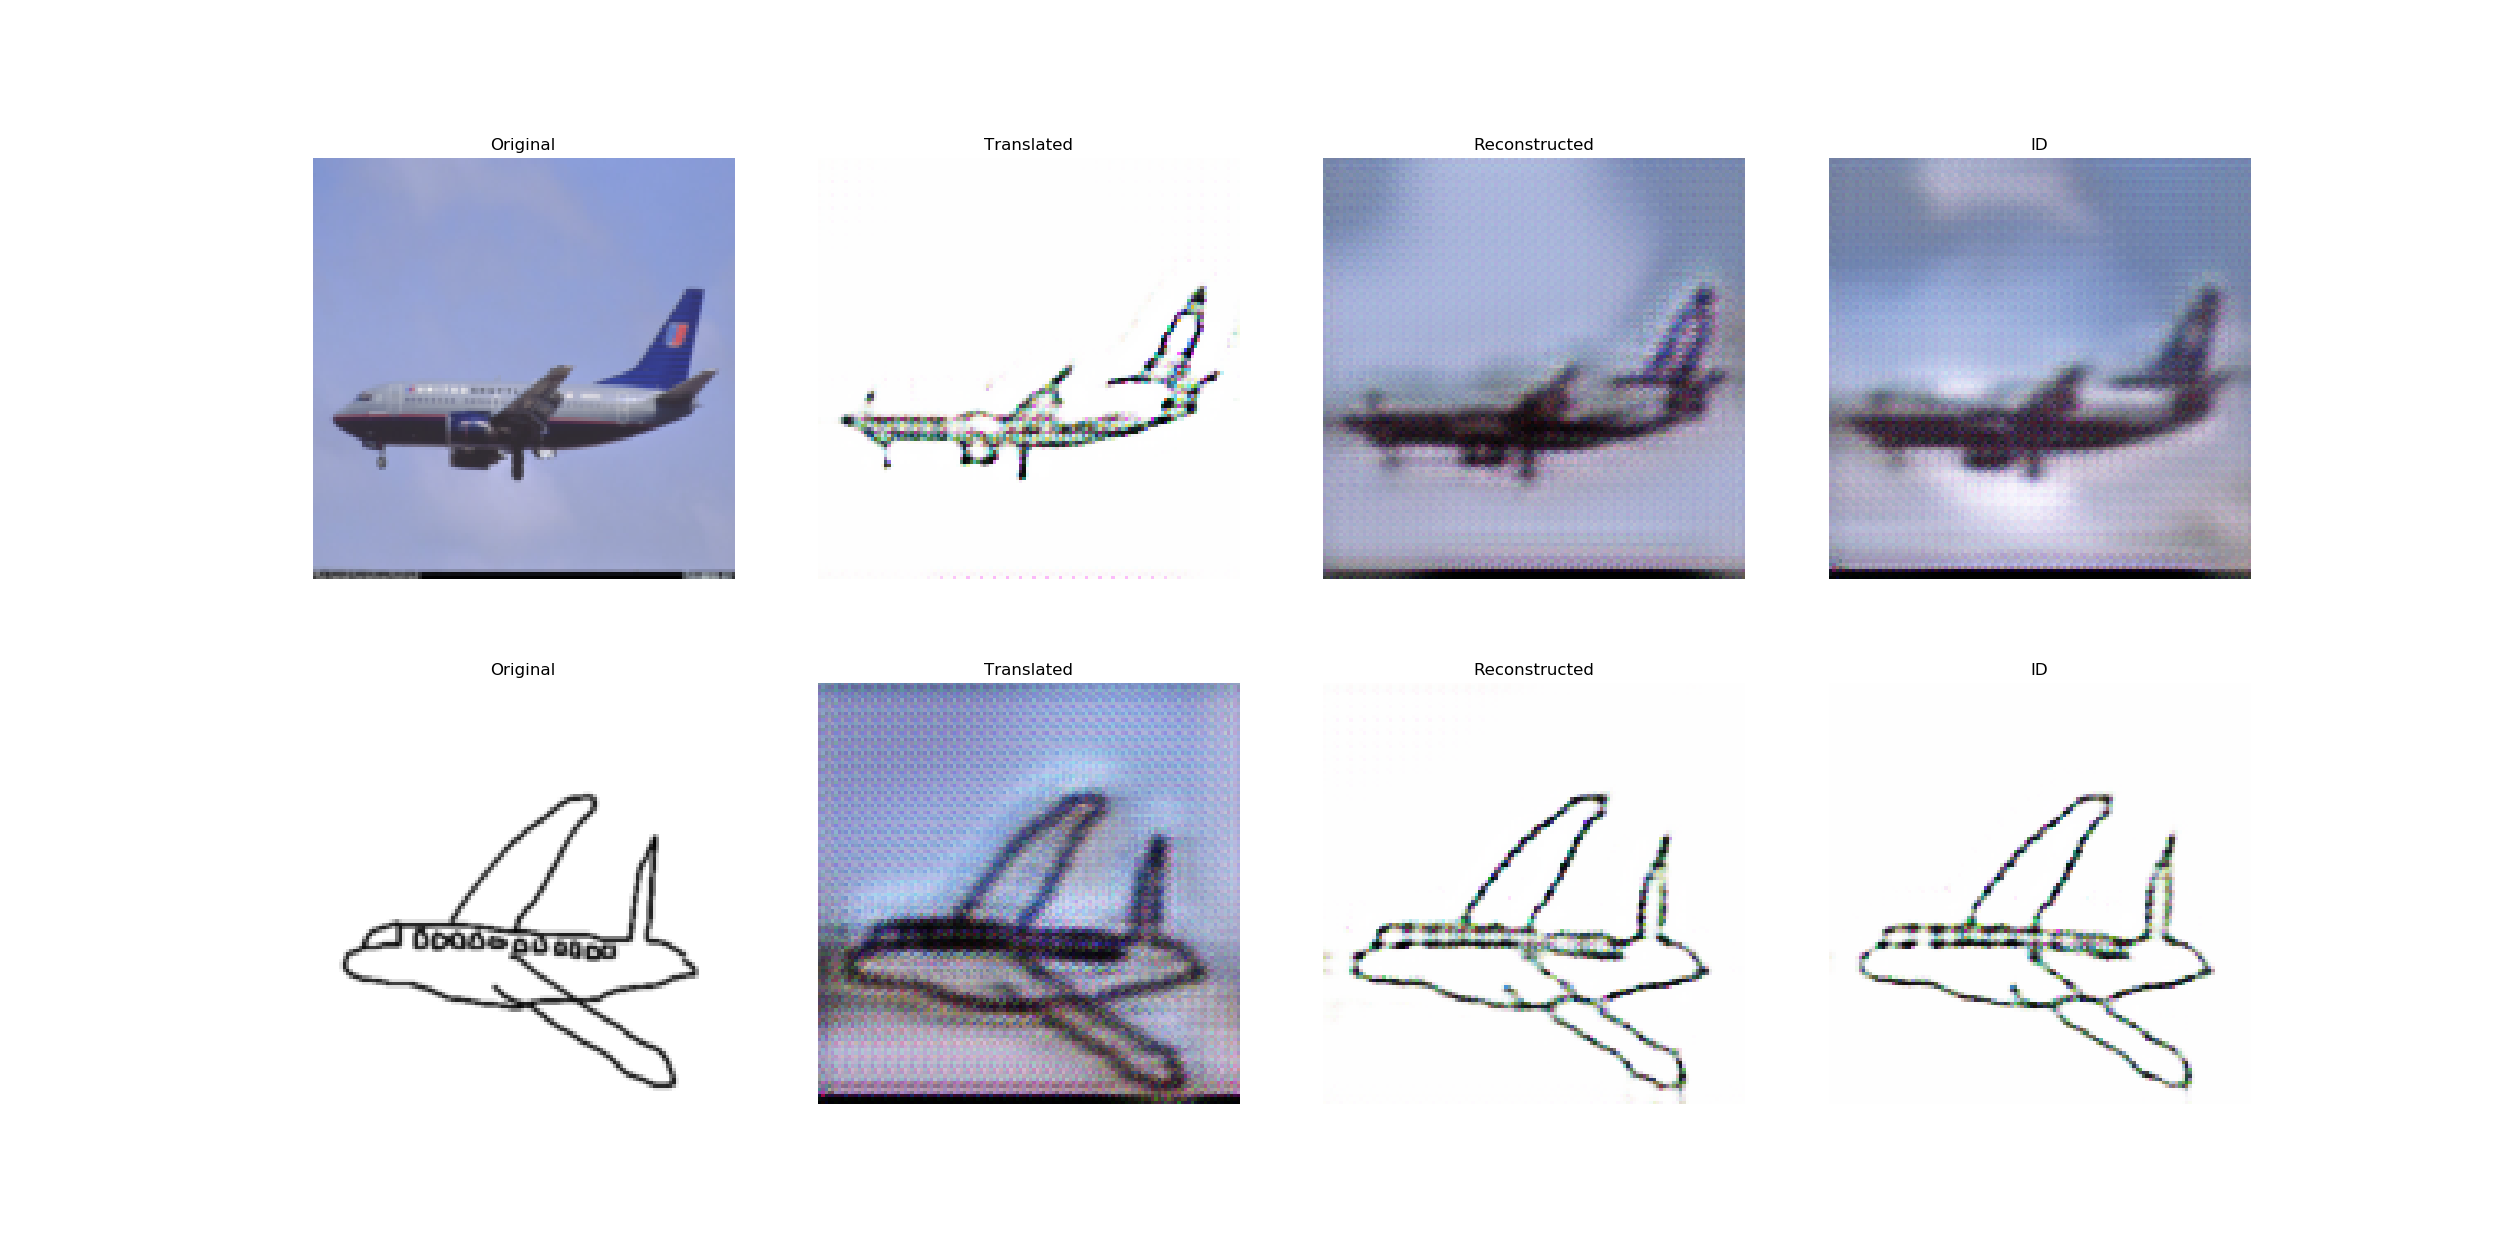 Original
Translated
Reconstructed
ID
Original
Translated
Reconstructed
ID